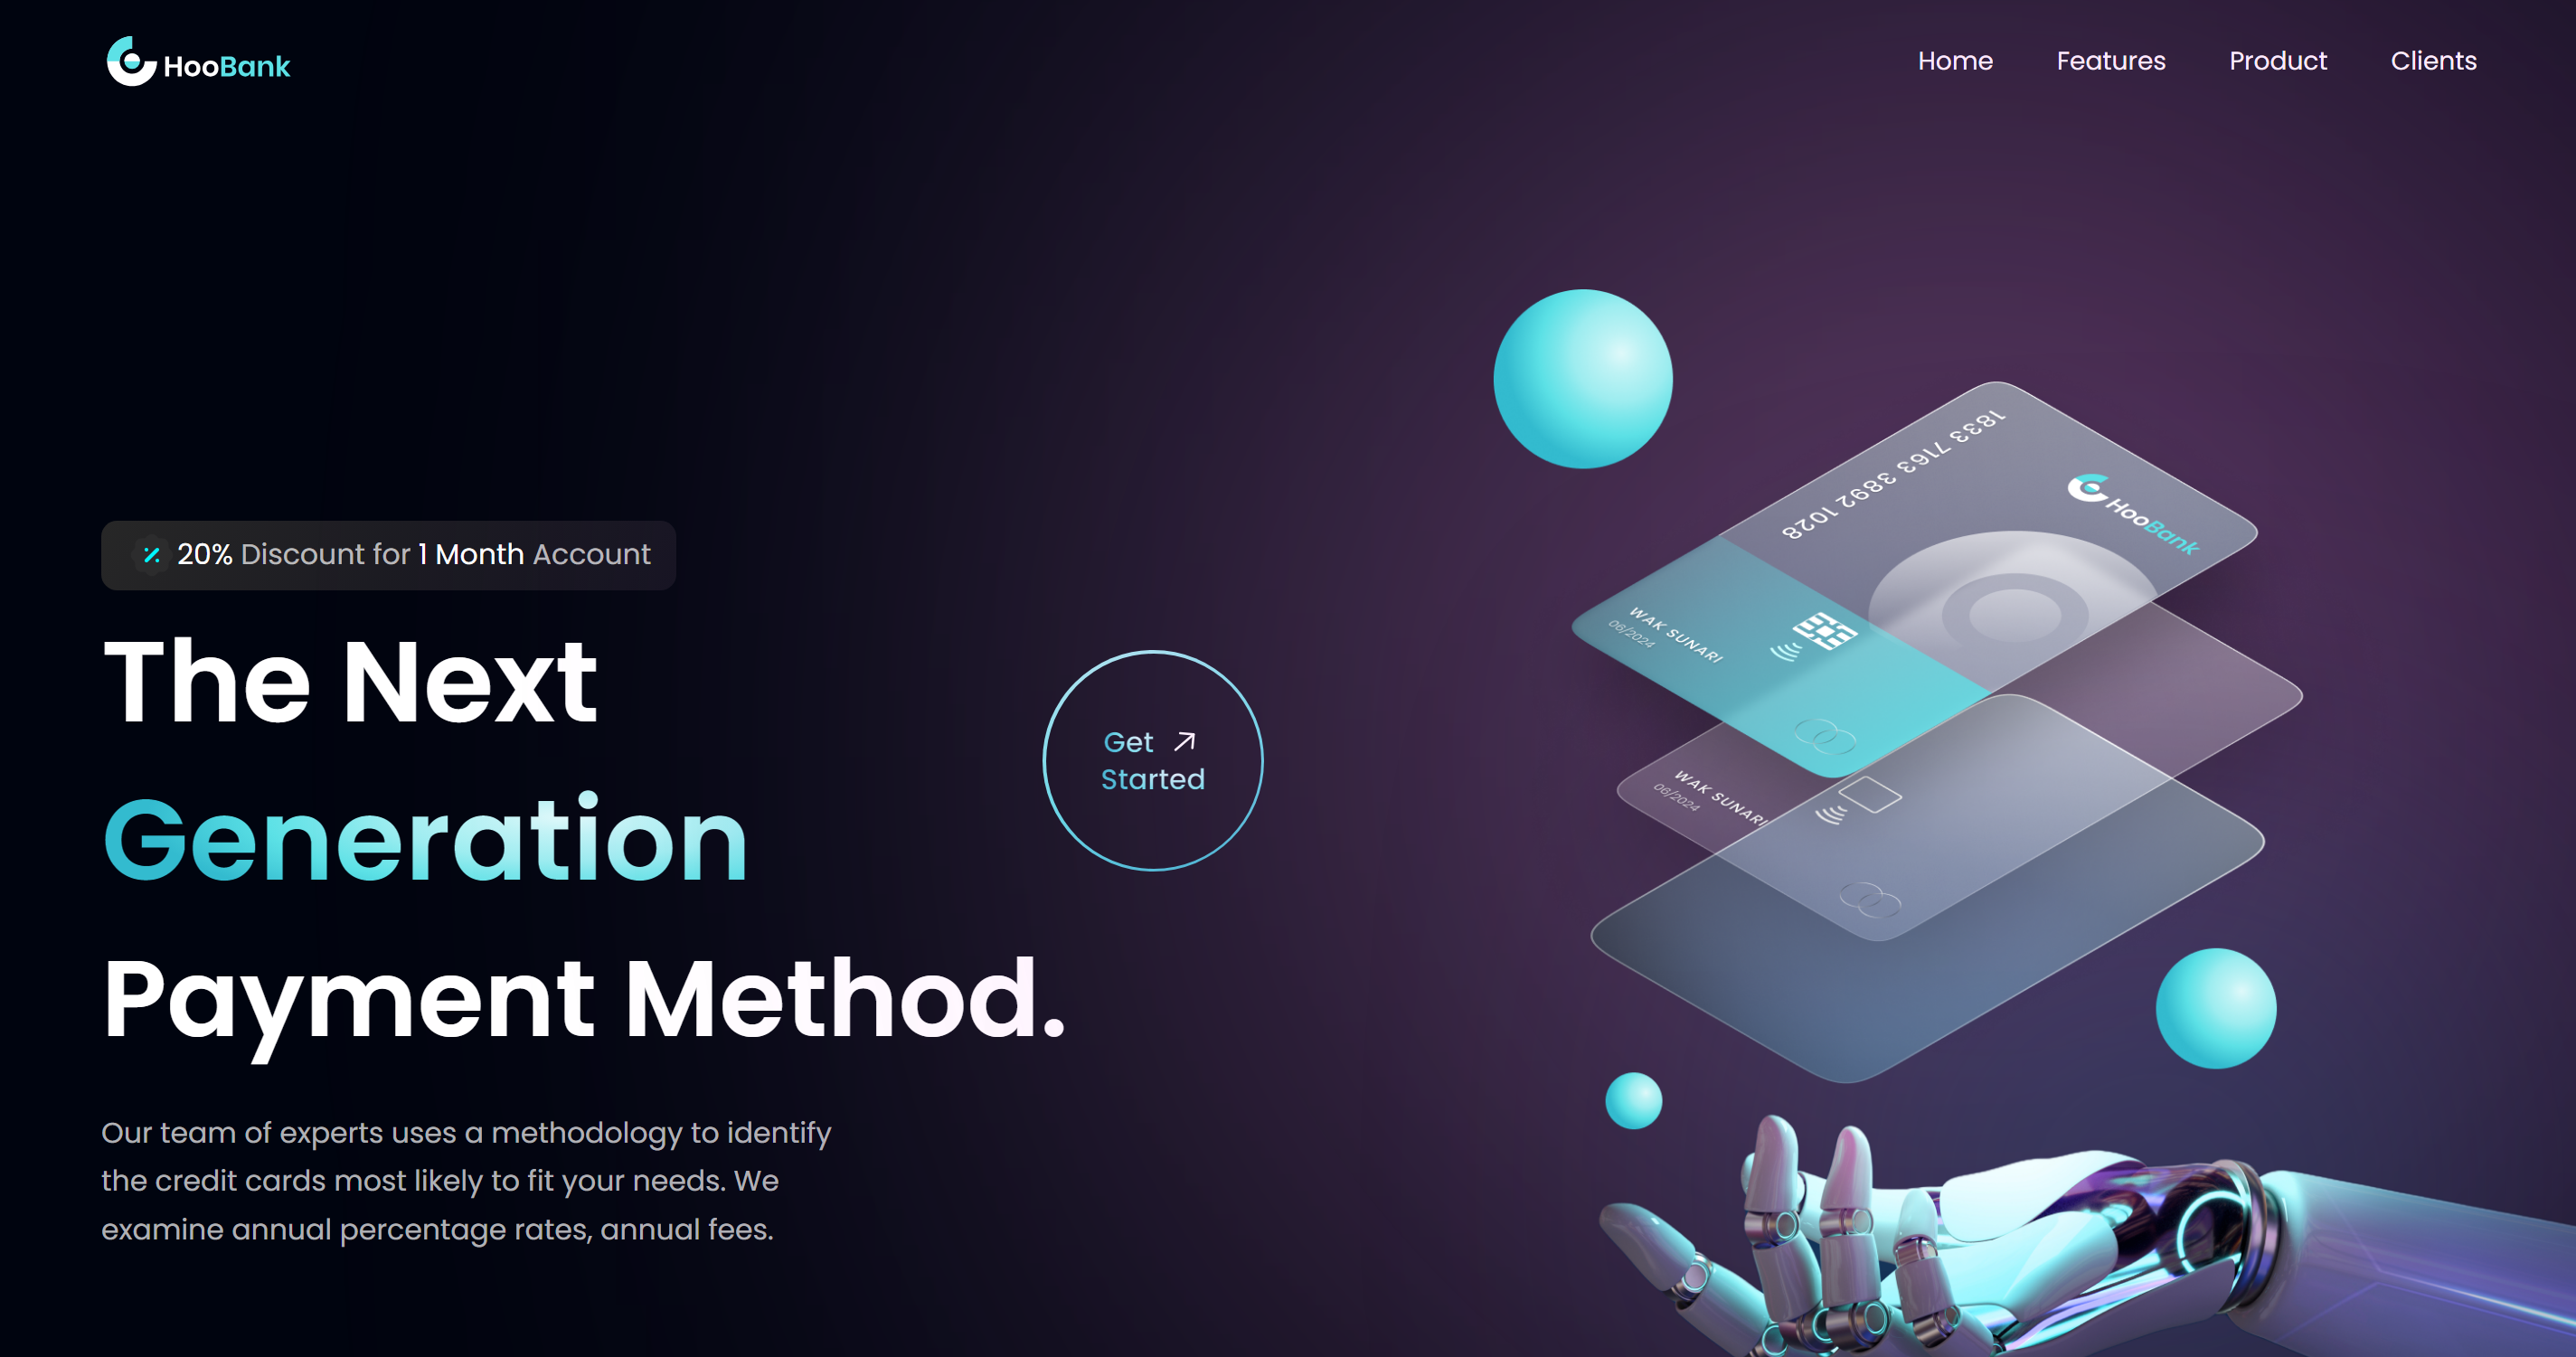 HooBank
Home Features Product Clients
20% Discount for 1 Month Account
The Next
Generation
Payment Method.
Get
Started
Our team of experts uses a methodology to identify
the credit cards most likely to fit your needs. We
examine annual percentage rates, annual fees.
1833 7163 3892 1028
HooBank
WAK SUNARI
06/2024
WAK SUNARI
06/2024